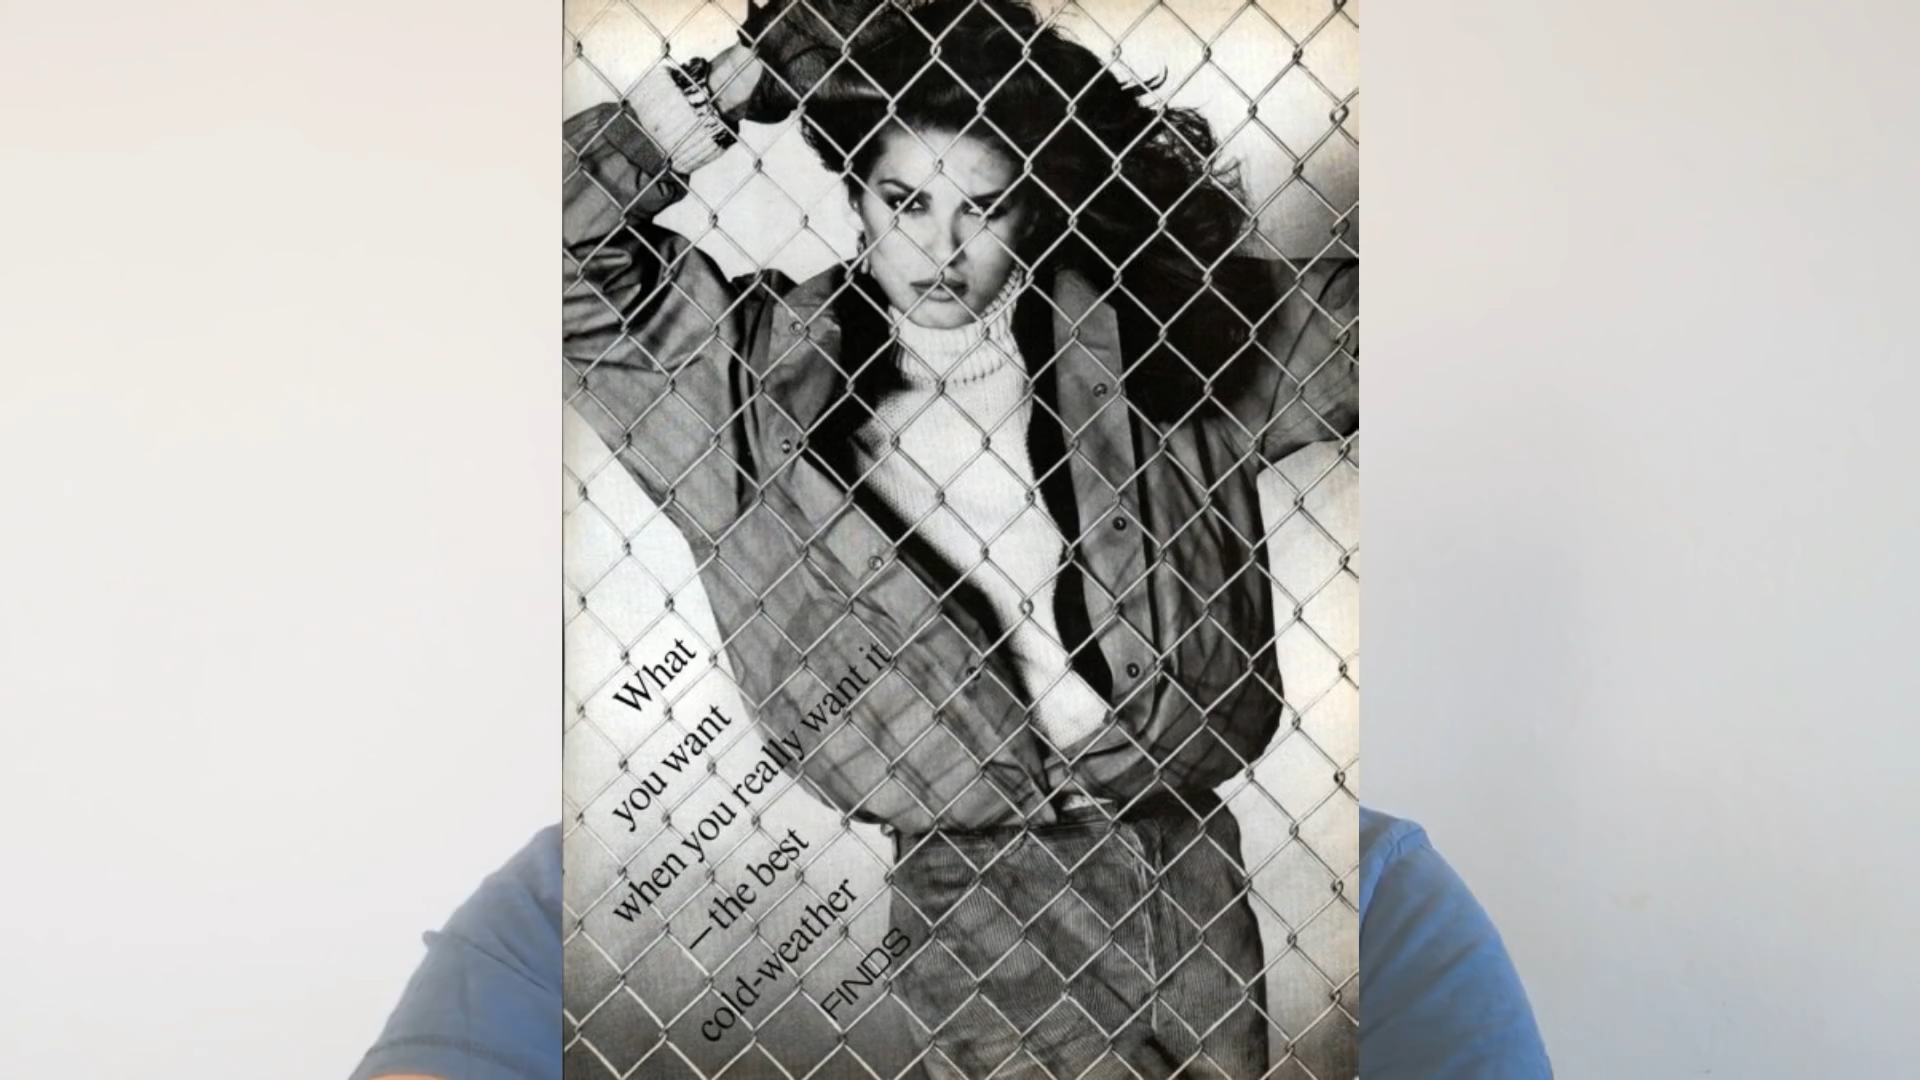 What
you want
when you really want it
—the best
cold-weather
FINDS